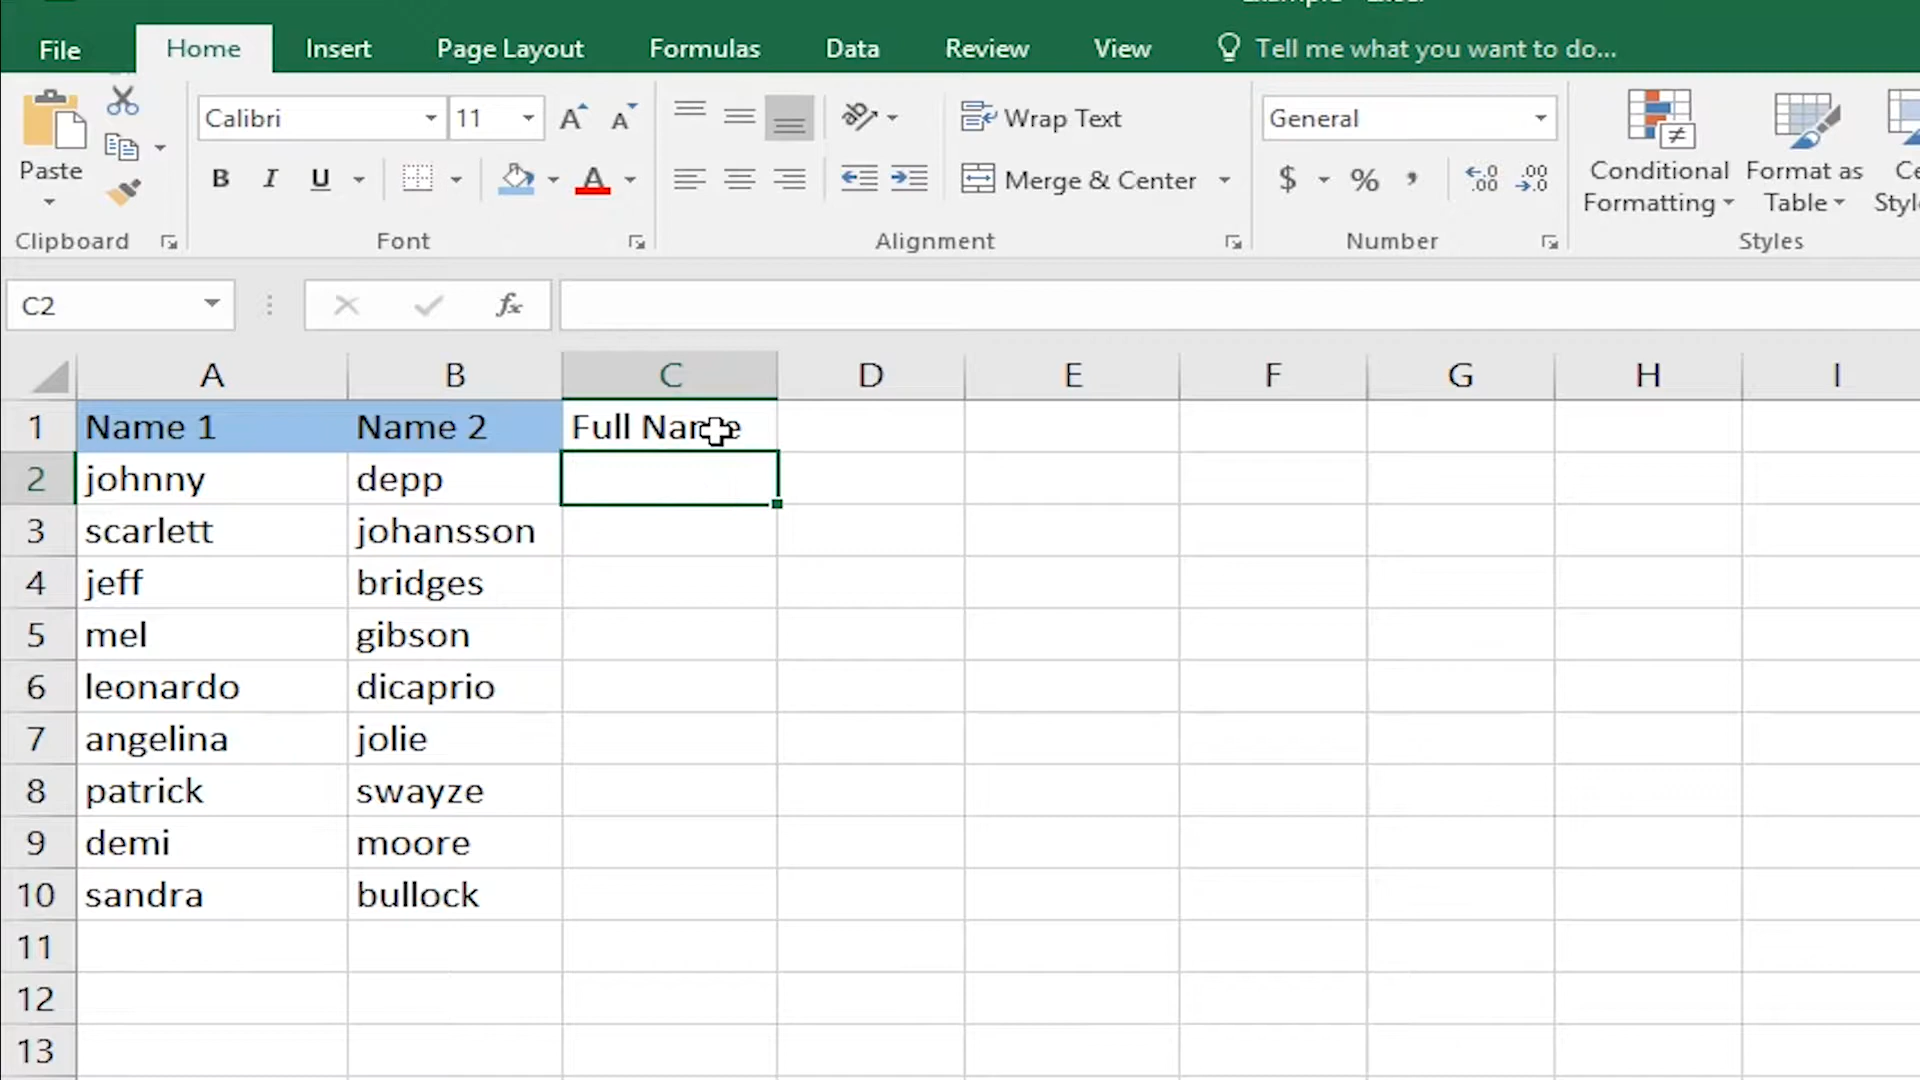 File Home Insert Page Layout Formulas Data Review View Tell me what you want to do...
Calibri 11 Wrap Text General
Paste B I U Merge & Center $ % , .00 .00 Conditional Formatting Format as Table
Clipboard Font Alignment Number Styles
C2 fx
A B C D E F G H I
1 Name 1 Name 2 Full Name
2 johnny depp
3 scarlett johansson
4 jeff bridges
5 mel gibson
6 leonardo dicaprio
7 angelina jolie
8 patrick swayze
9 demi moore
10 sandra bullock
11
12
13